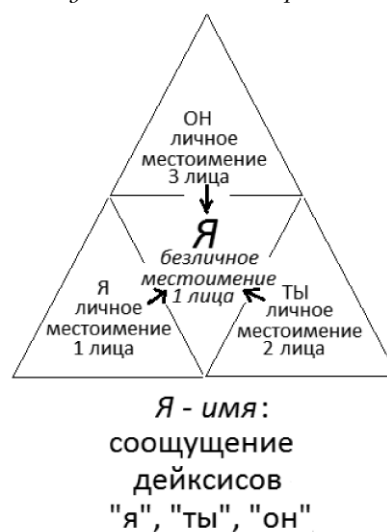 ОН
личное
местоимение
3 лица
Я
безличное
местоимение
1 лица
Я
личное
местоимение
1 лица
ТЫ
личное
местоимение
2 лица
Я - имя:
соощущение
дейксисов
"я", "ты", "он"